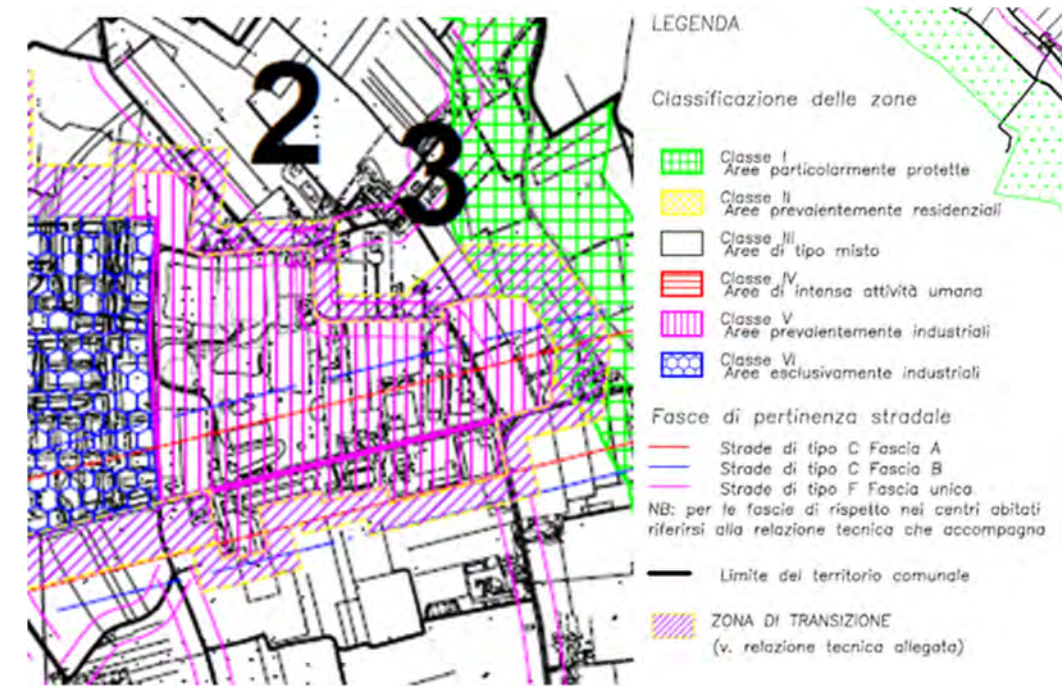 2
3
LEGENDA
Classificazione delle zone
Classe I
Aree particolarmente protette
Classe II
Aree prevalentemente residenziali
Classe III
Aree di tipo misto
Classe IV
Aree di intensa attività umana
Classe V
Aree prevalentemente industriali
Classe VI
Aree esclusivamente industriali
Fasce di pertinenza stradale
Strade di tipo C Fascia A
Strade di tipo C Fascia B
Strade di tipo F Fascia unica
NB: per le fascie di rispetto nei centri abitati
riferirsi alla relazione tecnica che accompagna
Limite del territorio comunale
ZONA DI TRANSIZIONE
(v. relazione tecnica allegata)